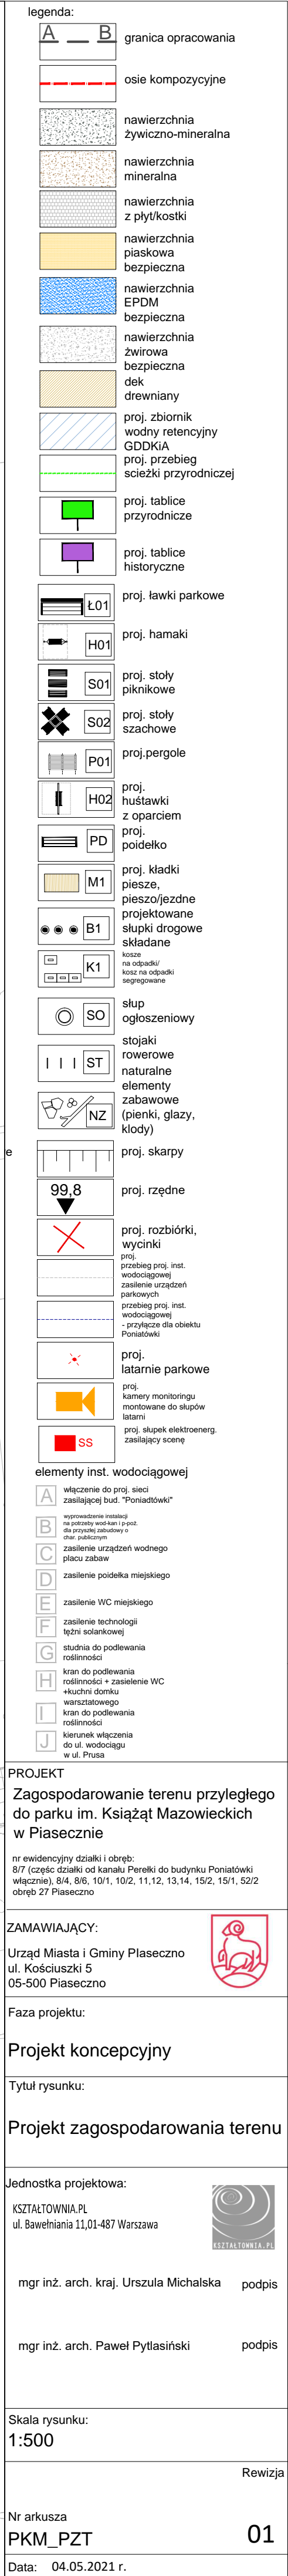 legenda:
A B
granica opracowania
osie kompozycyjne
nawierzchnia
żywiczno-mineralna
nawierzchnia
mineralna
nawierzchnia
z płyt/kostki
nawierzchnia
piaskowa
bezpieczna
nawierzchnia
EPDM
bezpieczna
nawierzchnia
żwirowa
bezpieczna
dek
drewniany
proj. zbiornik
wodny retencyjny
GDDKiA
proj. przebieg
scieżki przyrodniczej
proj. tablice
przyrodnicze
proj. tablice
historyczne
Ł01
proj. ławki parkowe
H01
proj. hamaki
S01
proj. stoły
piknikowe
S02
proj. stoły
szachowe
P01
proj.pergole
H02
proj.
huśtawki
z oparciem
PD
proj.
poidełko
M1
proj. kładki
piesze,
pieszo/jezdne
B1
projektowane
słupki drogowe
składane
K1
kosze
na odpadki/
kosz na odpadki
segregowane
SO
słup
ogłoszeniowy
ST
stojaki
rowerowe
NZ
naturalne
elementy
zabawowe
(pienki, glazy,
klody)
e
proj. skarpy
99,8
proj. rzędne
proj. rozbiórki,
wycinki
proj.
przebieg proj. inst.
wodociągowej
zasilenie urządzeń
parkowych
przebieg proj. inst.
wodociągowej
- przyłącze dla obiektu
Poniatówki
proj.
latarnie parkowe
proj.
kamery monitoringu
montowane do słupów
latarni
SS
proj. słupek elektroenerg.
zasilający scenę
elementy inst. wodociągowej
A
włączenie do proj. sieci
zasilającej bud. "Poniadtówki"
B
wyprowadzenie instalacji
na potrzeby wod-kan i p-poż.
dla przyszłej zabudowy o
char. publicznym
C
zasilenie urządzeń wodnego
placu zabaw
D
zasilenie poidełka miejskiego
E
zasilenie WC miejskiego
F
zasilenie technologii
tężni solankowej
G
studnia do podlewania
roślinności
H
kran do podlewania
roślinności + zasielenie WC
+kuchni domku
warsztatowego
I
kran do podlewania
roślinności
J
kierunek włączenia
do ul. wodociągu
w ul. Prusa
PROJEKT
Zagospodarowanie terenu przyległego
do parku im. Książąt Mazowieckich
w Piasecznie
nr ewidencyjny działki i obręb:
8/7 (częśc działki od kanału Perełki do budynku Poniatówki
włącznie), 8/4, 8/6, 10/1, 10/2, 11,12, 13,14, 15/2, 15/1, 52/2
obręb 27 Piaseczno
ZAMAWIAJĄCY:
Urząd Miasta i Gminy PIaseczno
ul. Kościuszki 5
05-500 Piaseczno
Faza projektu:
Projekt koncepcyjny
Tytuł rysunku:
Projekt zagospodarowania terenu
Jednostka projektowa:
KSZTAŁTOWNIA.PL
ul. Bawełniania 11,01-487 Warszawa
KSZTAŁTOWNIA.PL
mgr inż. arch. kraj. Urszula Michalska podpis
mgr inż. arch. Paweł Pytlasiński podpis
Skala rysunku:
1:500
Rewizja
Nr arkusza
PKM_PZT 01
Data: 04.05.2021 r.